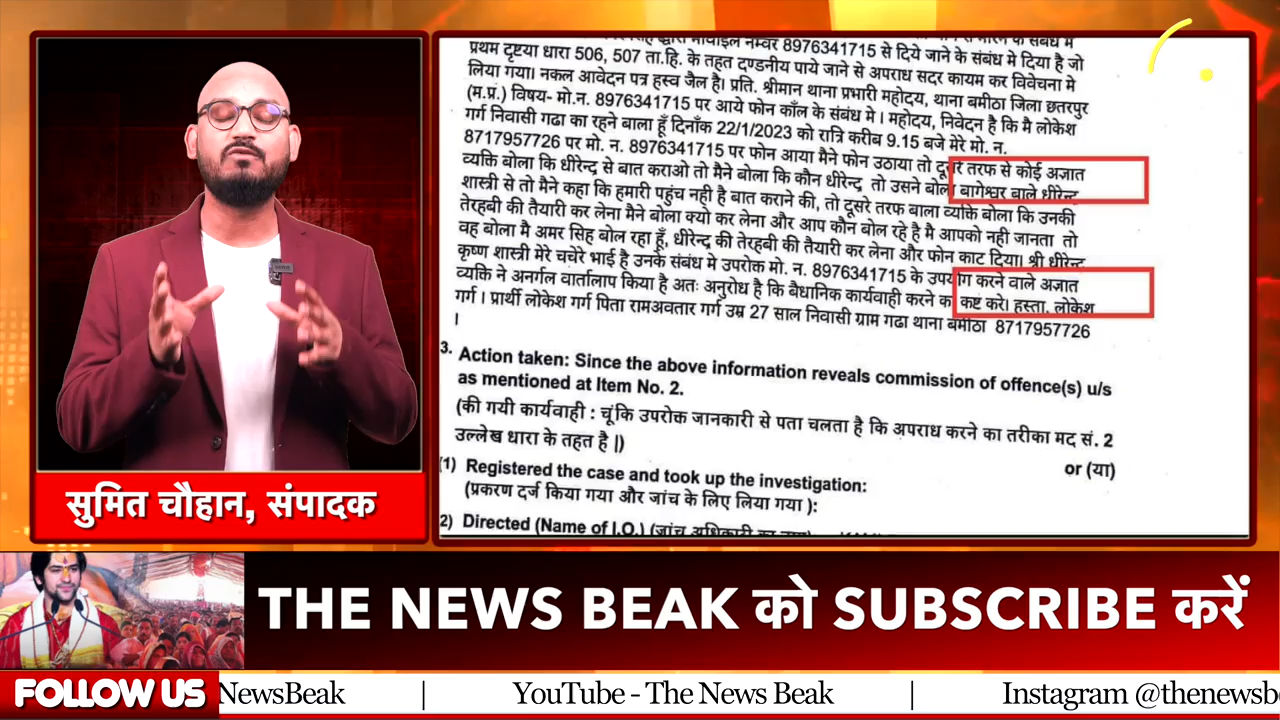 प्रथम दृष्टया धारा 506, 507 ता.हि. के तहत दण्डनीय पाये जाने से अपराध सदर कायम कर विवेचना मे
लिया गया। नकल आवेदन पत्र हस्व जैल है। प्रति. श्रीमान थाना प्रभारी महोदय, थाना बमीठा जिला छतरपुर
(म.प्र.) विषय- मो.न. 8976341715 पर आये फोन कॉल के संबंध मे । महोदय, निवेदन है कि मै लोकेश
गर्ग निवासी गढा का रहने बाला हूँ दिनाँक 22/1/2023 को रात्रि करीब 9.15 बजे मेरे मो. न.
8717957726 पर मो. न. 8976341715 पर फोन आया मैने फोन उठाया तो दूसरे तरफ से कोई अज्ञात
व्यक्ति बोला कि धीरेन्द्र से बात कराओ तो मैने बोला कि कौन धीरेन्द्र तो उसने बोला बागेश्वर बाले धीरेन्द्र
शास्त्री से तो मैने कहा कि हमारी पहुंच नही है बात कराने की, तो दूसरे तरफ बाला व्यक्ति बोला कि उनकी
तेरहबी की तैयारी कर लेना मैने बोला क्यो कर लेना और आप कौन बोल रहे है मै आपको नही जानता तो
वह बोला मै अमर सिह बोल रहा हूँ, धीरेन्द्र की तेरहबी की तैयारी कर लेना और फोन काट दिया। श्री धीरेन्द्र
कृष्ण शास्त्री मेरे चचेरे भाई है उनके संबंध मे उपरोक्त मो. न. 8976341715 के उपयोग करने वाले अज्ञात
व्यक्ति ने अनर्गल वार्तालाप किया है अतः अनुरोध है कि बैधानिक कार्यवाही करने का कष्ट करे। हस्ता. लोकेश
गर्ग । प्रार्थी लोकेश गर्ग पिता रामअवतार गर्ग उम्र 27 साल निवासी ग्राम गढा थाना बमीठा 8717957726
।
3. Action taken: Since the above information reveals commission of offence(s) u/s
as mentioned at Item No. 2.
(की गयी कार्यवाही : चूंकि उपरोक्त जानकारी से पता चलता है कि अपराध करने का तरीका मद सं. 2
उल्लेख धारा के तहत है |)
(1) Registered the case and took up the investigation: or (या)
(प्रकरण दर्ज किया गया और जांच के लिए लिया गया ):
2) Directed (Name of I.O.) (जांच अधिकारी का नाम)
सुमित चौहान, संपादक
THE NEWS BEAK को SUBSCRIBE करें
FOLLOW US NewsBeak | YouTube - The News Beak | Instagram @thenewsb